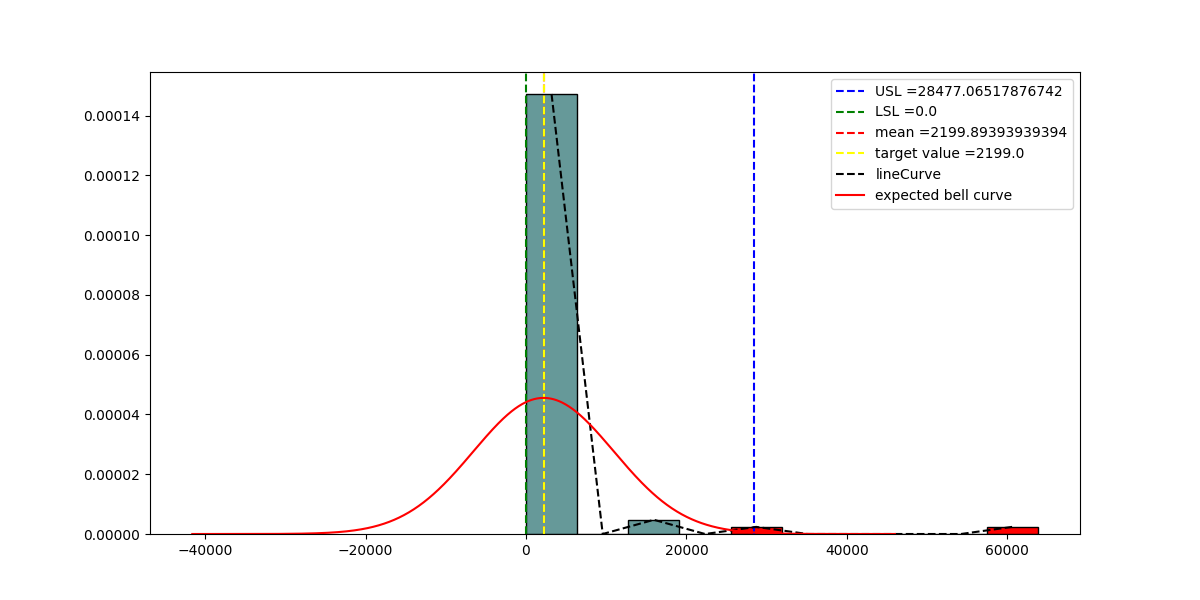 USL =28477.06517876742
LSL =0.0
mean =2199.89393939394
target value =2199.0
lineCurve
expected bell curve
0.00014
0.00012
0.00010
0.00008
0.00006
0.00004
0.00002
0.00000
−40000 −20000 0 20000 40000 60000